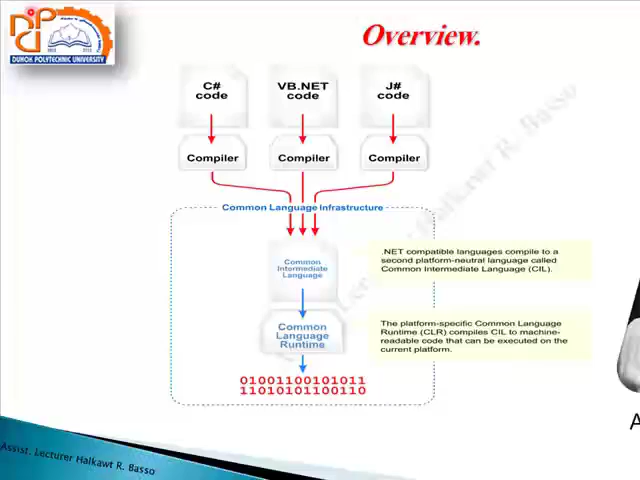 Overview.
DUHOK POLYTECHNIC UNIVERSITY
C#
code
VB.NET
code
J#
code
Compiler
Compiler
Compiler
Common Language Infrastructure
Common
Intermediate
Language
.NET compatible languages compile to a
second platform-neutral language called
Common Intermediate Language (CIL).
Common
Language
Runtime
The platform-specific Common Language
Runtime (CLR) compiles CIL to machine-
readable code that can be executed on the
current platform.
01001100101011
11010101100110
Lecturer Halkawt R. Basso
Assist. Lecturer Halkawt R. Basso
A